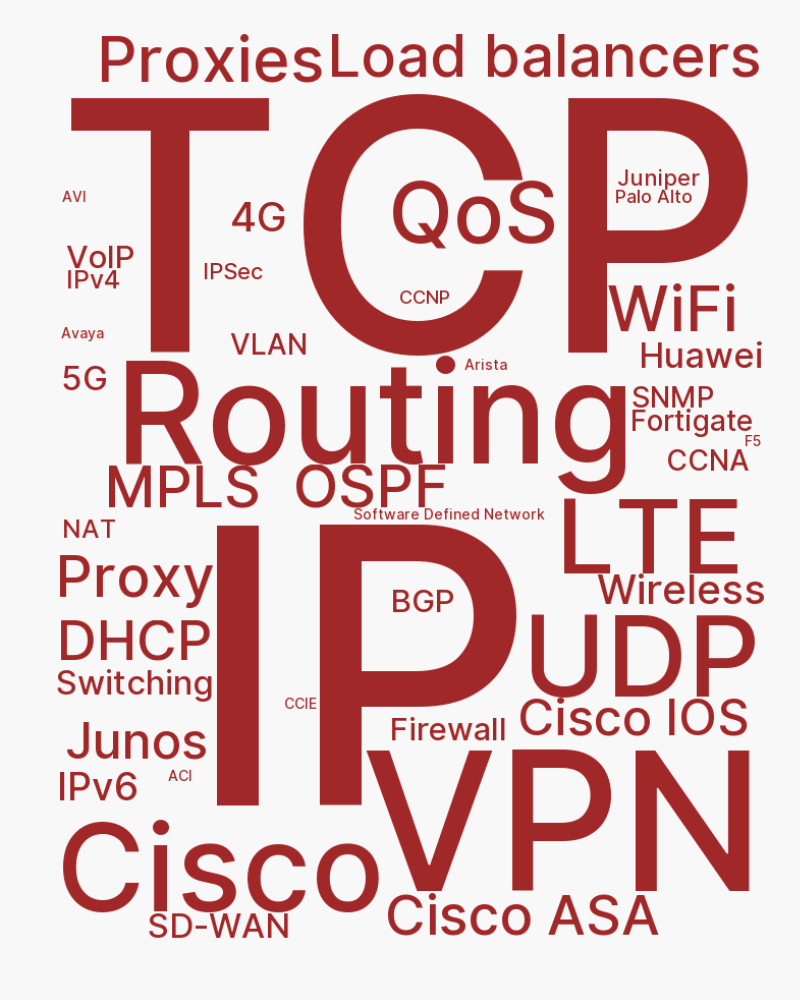 Proxies
Load balancers
TCP
QoS
Juniper
Palo Alto
AVI
4G
VoIP
IPv4
IPSec
CCNP
WiFi
Avaya
VLAN
Huawei
5G
Arista
Routing
SNMP
Fortigate
F5
CCNA
MPLS
OSPF
Software Defined Network
LTE
NAT
Proxy
IP
BGP
Wireless
DHCP
UDP
Switching
CCIE
Cisco IOS
Firewall
Junos
IPv6
ACI
VPN
Cisco
SD-WAN
Cisco ASA